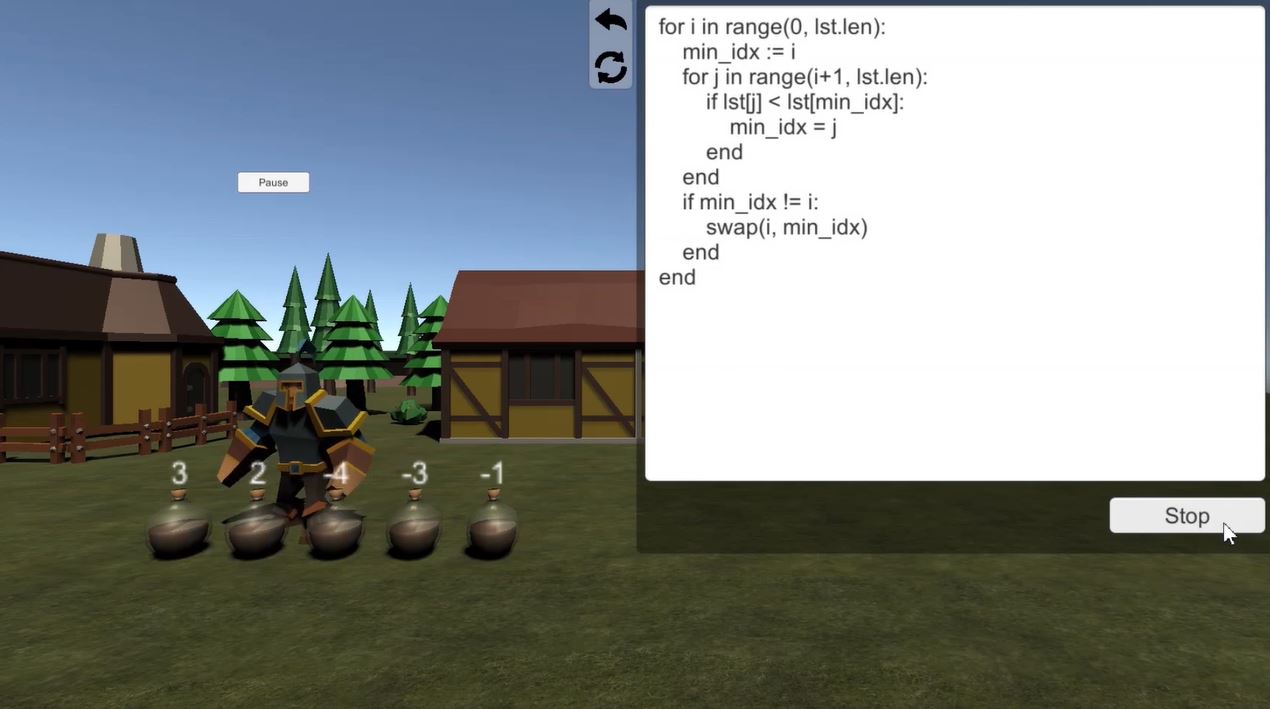 for i in range(0, lst.len):
min_idx := i
for j in range(i+1, lst.len):
if lst[j] < lst[min_idx]:
min_idx = j
end
end
if min_idx != i:
swap(i, min_idx)
end
end
Pause
3 2 -4 -3 -1
Stop